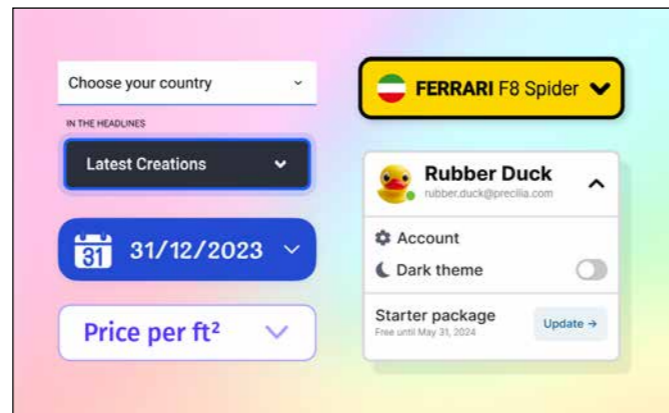 Choose your country
IN THE HEADLINES
Latest Creations
31
31/12/2023
Price per ft²
FERRARI F8 Spider
Rubber Duck
rubber.duck@precilia.com
Account
Dark theme
Starter package
Free until May 31, 2024
Update →